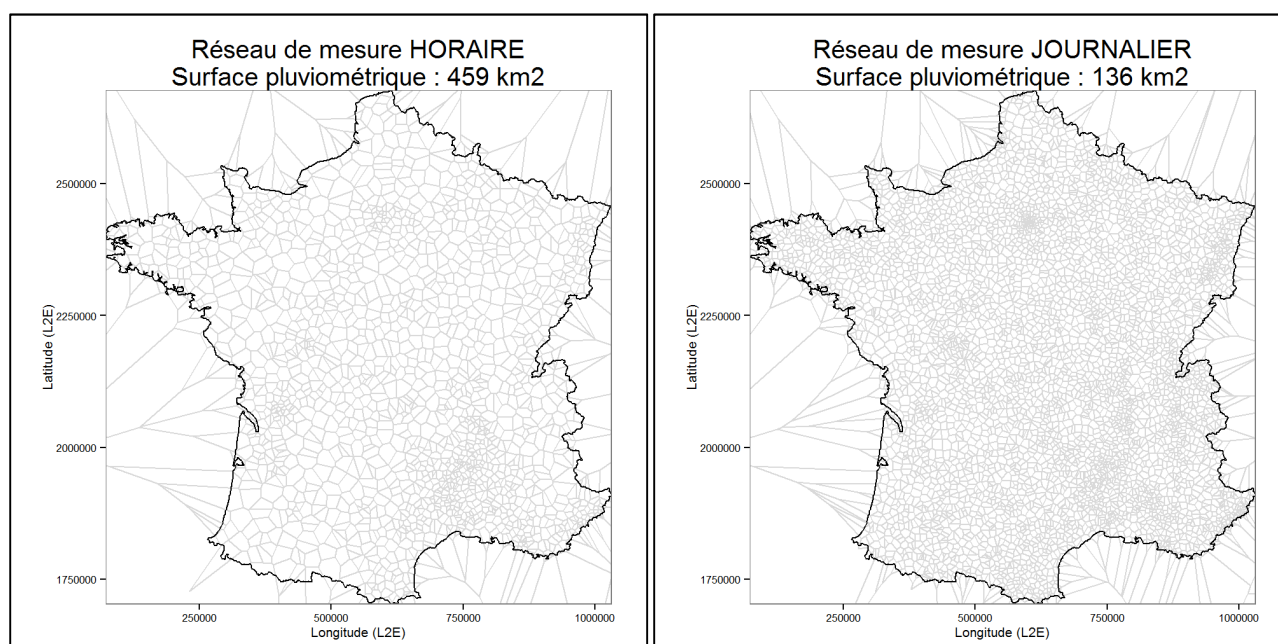 Réseau de mesure HORAIRE
Surface pluviométrique : 459 km2
Latitude (L2E)
2500000
2250000
2000000
1750000
250000
500000
750000
1000000
Longitude (L2E)
Réseau de mesure JOURNALIER
Surface pluviométrique : 136 km2
Latitude (L2E)
2500000
2250000
2000000
1750000
250000
500000
750000
1000000
Longitude (L2E)